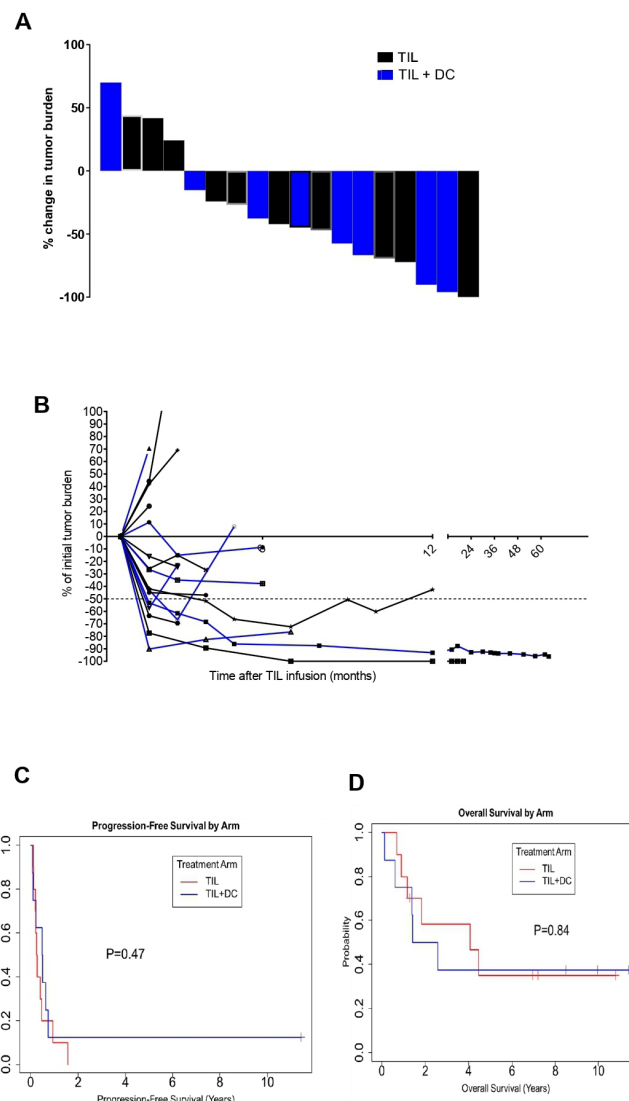 A
% change in tumor burden
100
50
0
-50
-100
TIL
TIL + DC
B
% of initial tumor burden
100
90
80
70
60
50
40
30
20
10
0
-10
-20
-30
-40
-50
-60
-70
-80
-90
-100
12
24
36
48
60
Time after TIL infusion (months)
C
Progression-Free Survival by Arm
1.0
0.8
0.6
0.4
0.2
0.0
Treatment Arm
TIL
TIL+DC
P=0.47
0
2
4
6
8
10
Progression-Free Survival (Years)
D
Overall Survival by Arm
Probability
1.0
0.8
0.6
0.4
0.2
0.0
Treatment Arm
TIL
TIL+DC
P=0.84
0
2
4
6
8
10
Overall Survival (Years)